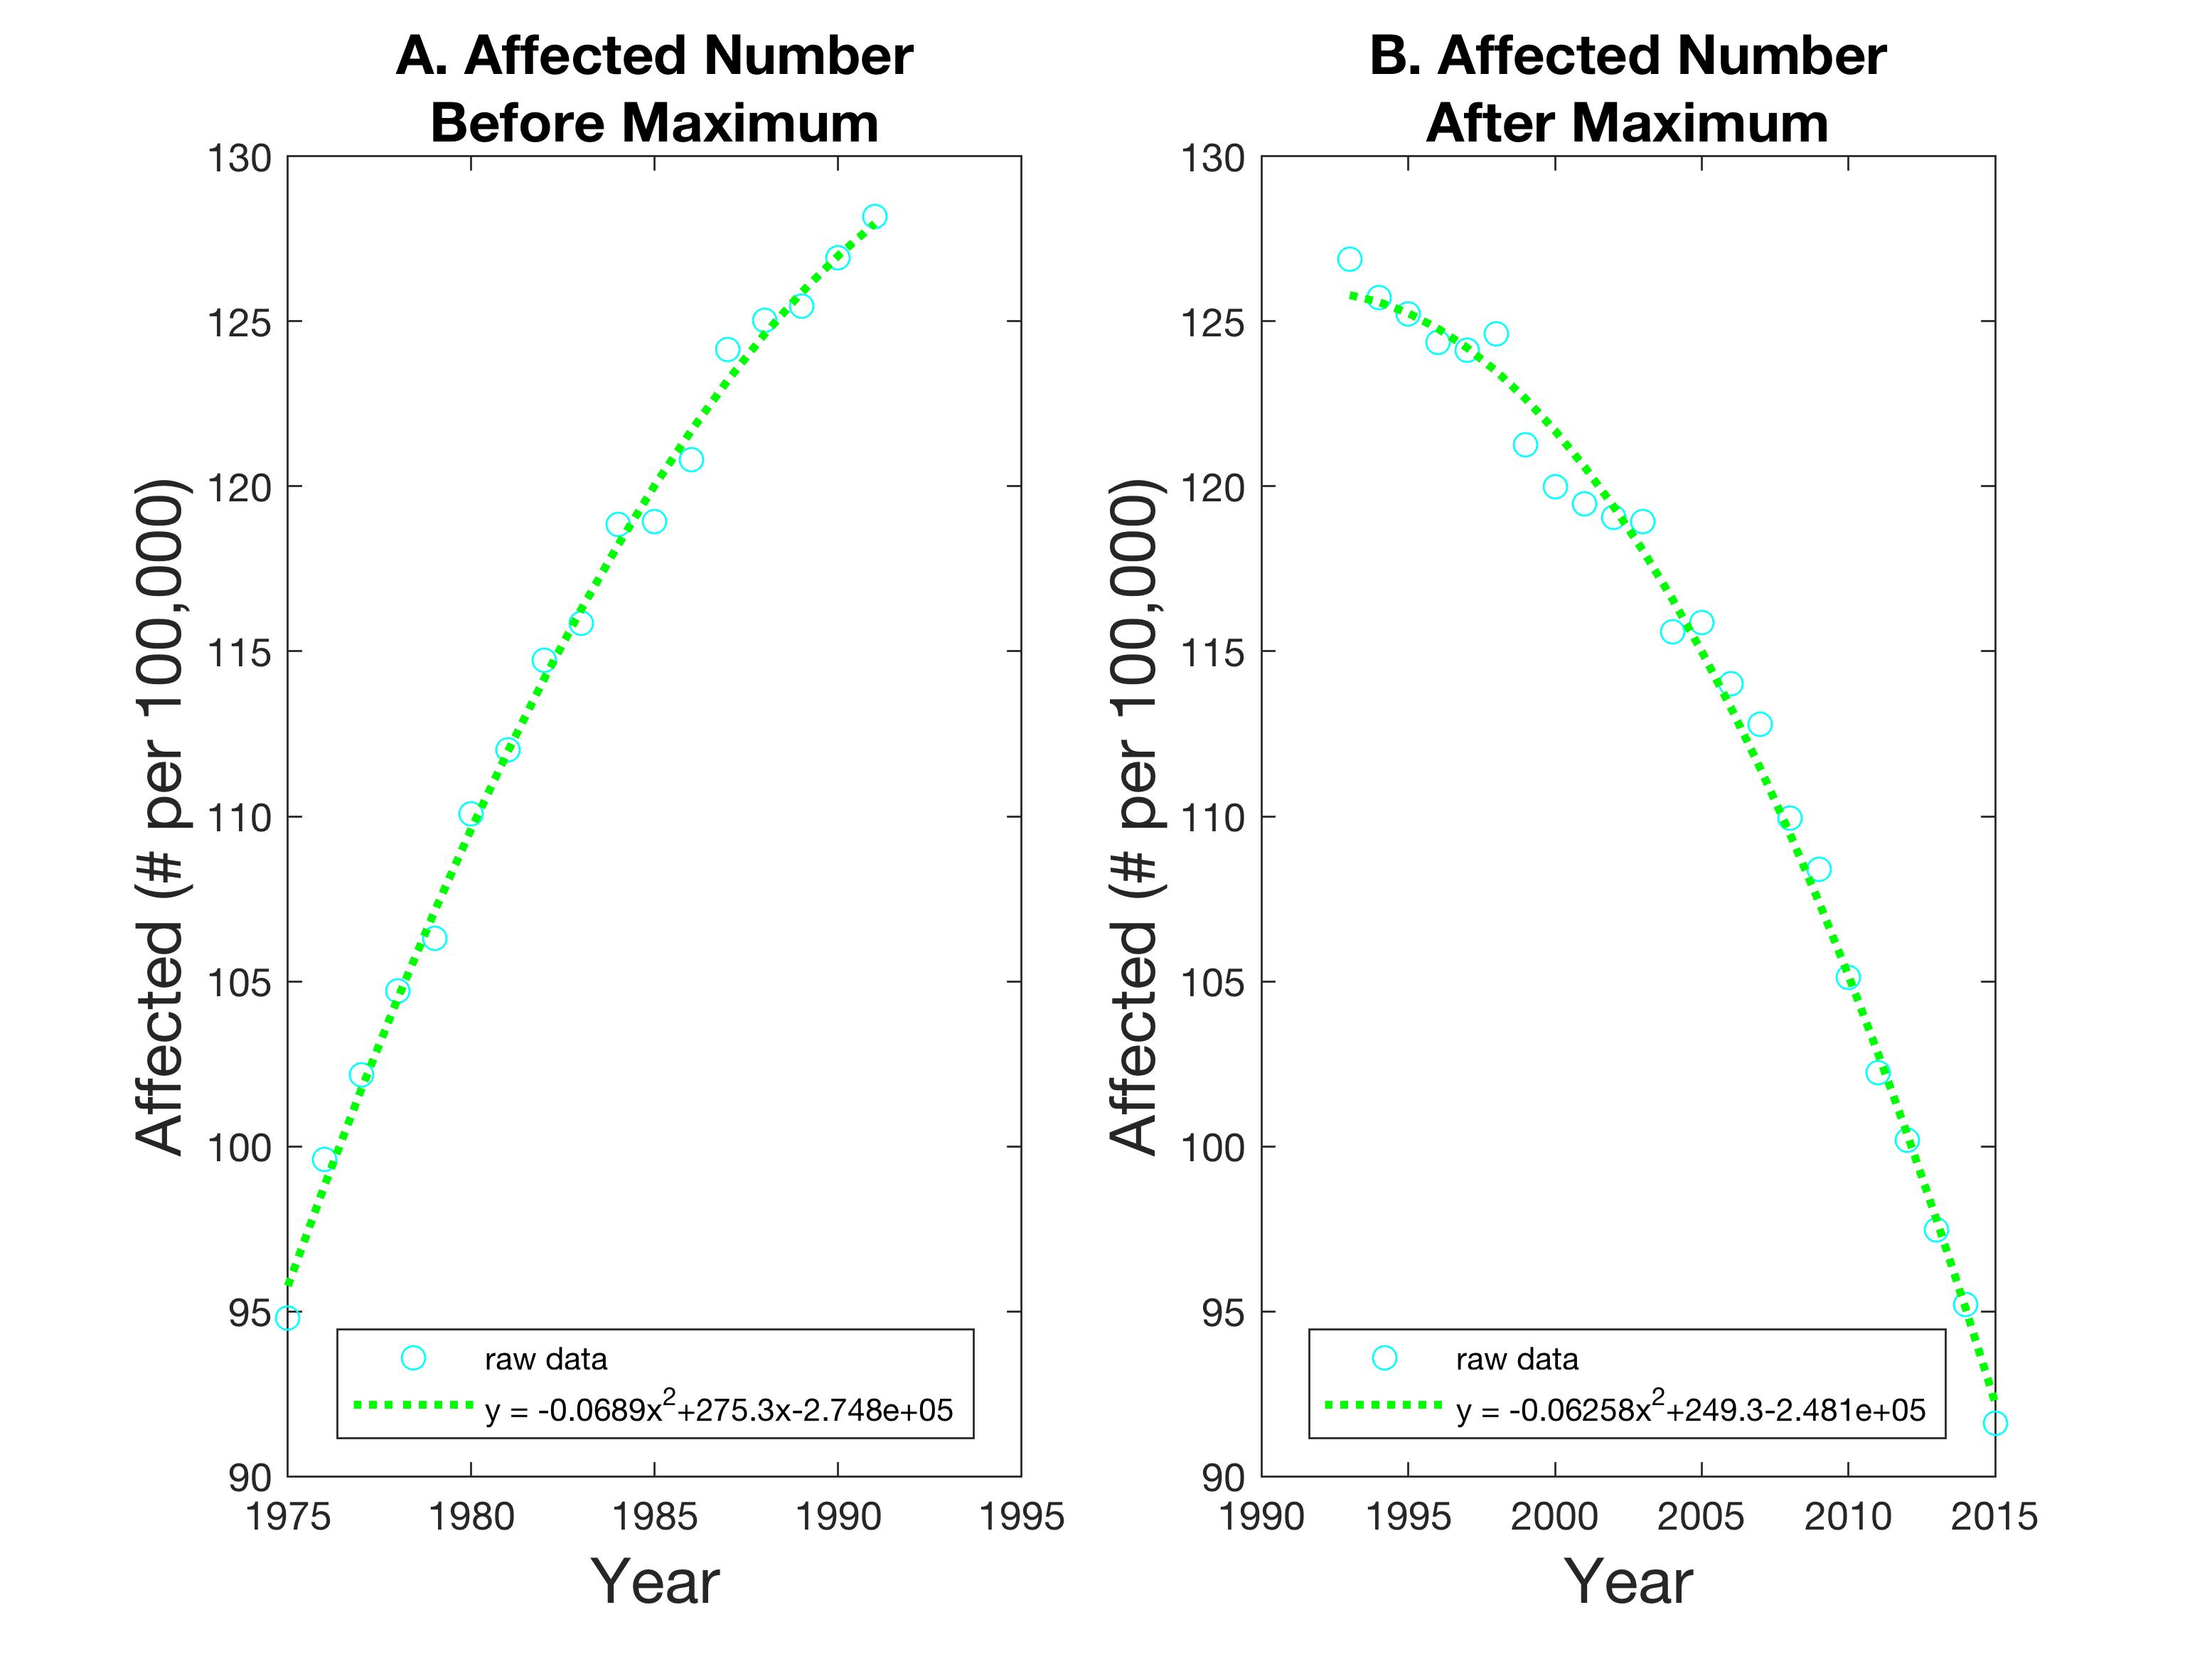 A. Affected Number
Before Maximum
130
125
120
115
110
105
100
95
90
Affected (# per 100,000)
raw data
y = -0.0689x²+275.3x-2.748e+05
1975 1980 1985 1990 1995
Year
B. Affected Number
After Maximum
130
125
120
115
110
105
100
95
90
Affected (# per 100,000)
raw data
y = -0.06258x²+249.3-2.481e+05
1990 1995 2000 2005 2010 2015
Year